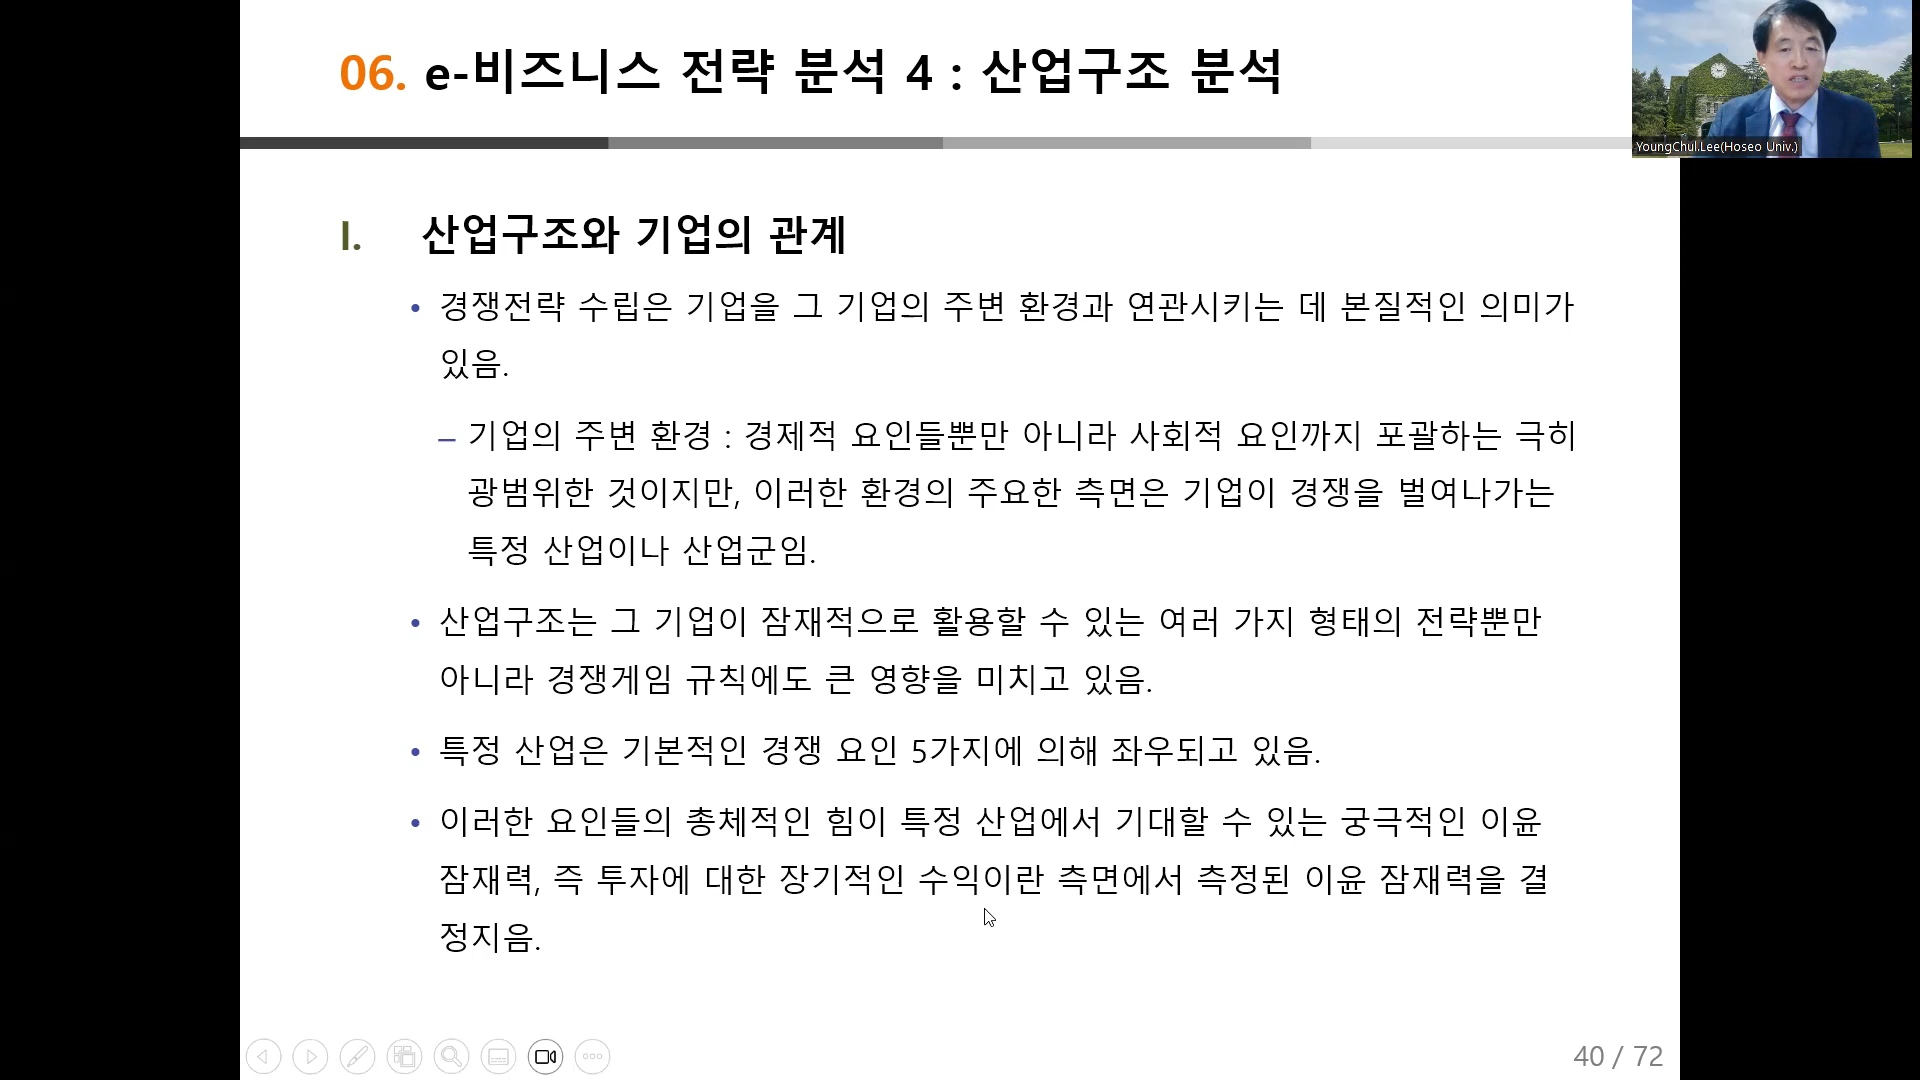 06. e-비즈니스 전략 분석 4 : 산업구조 분석
YoungChul.Lee(Hoseo Univ.)
I. 산업구조와 기업의 관계
• 경쟁전략 수립은 기업을 그 기업의 주변 환경과 연관시키는 데 본질적인 의미가
있음.
– 기업의 주변 환경 : 경제적 요인들뿐만 아니라 사회적 요인까지 포괄하는 극히
광범위한 것이지만, 이러한 환경의 주요한 측면은 기업이 경쟁을 벌여나가는
특정 산업이나 산업군임.
• 산업구조는 그 기업이 잠재적으로 활용할 수 있는 여러 가지 형태의 전략뿐만
아니라 경쟁게임 규칙에도 큰 영향을 미치고 있음.
• 특정 산업은 기본적인 경쟁 요인 5가지에 의해 좌우되고 있음.
• 이러한 요인들의 총체적인 힘이 특정 산업에서 기대할 수 있는 궁극적인 이윤
잠재력, 즉 투자에 대한 장기적인 수익이란 측면에서 측정된 이윤 잠재력을 결
정지음.
40 / 72